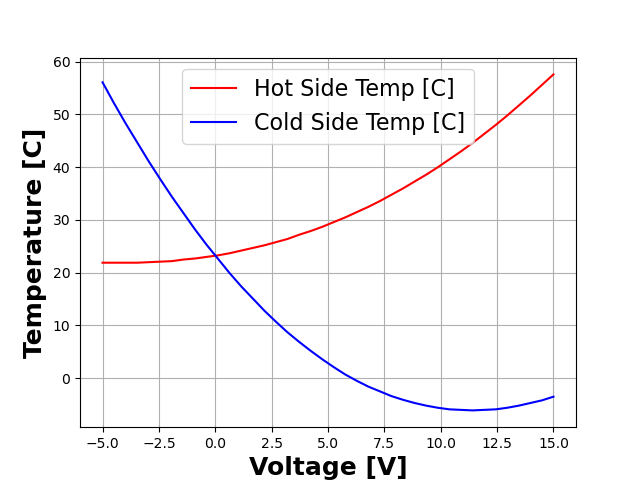 Hot Side Temp [C]
Cold Side Temp [C]
Temperature [C]
60
50
40
30
20
10
0
−5.0 −2.5 0.0 2.5 5.0 7.5 10.0 12.5 15.0
Voltage [V]